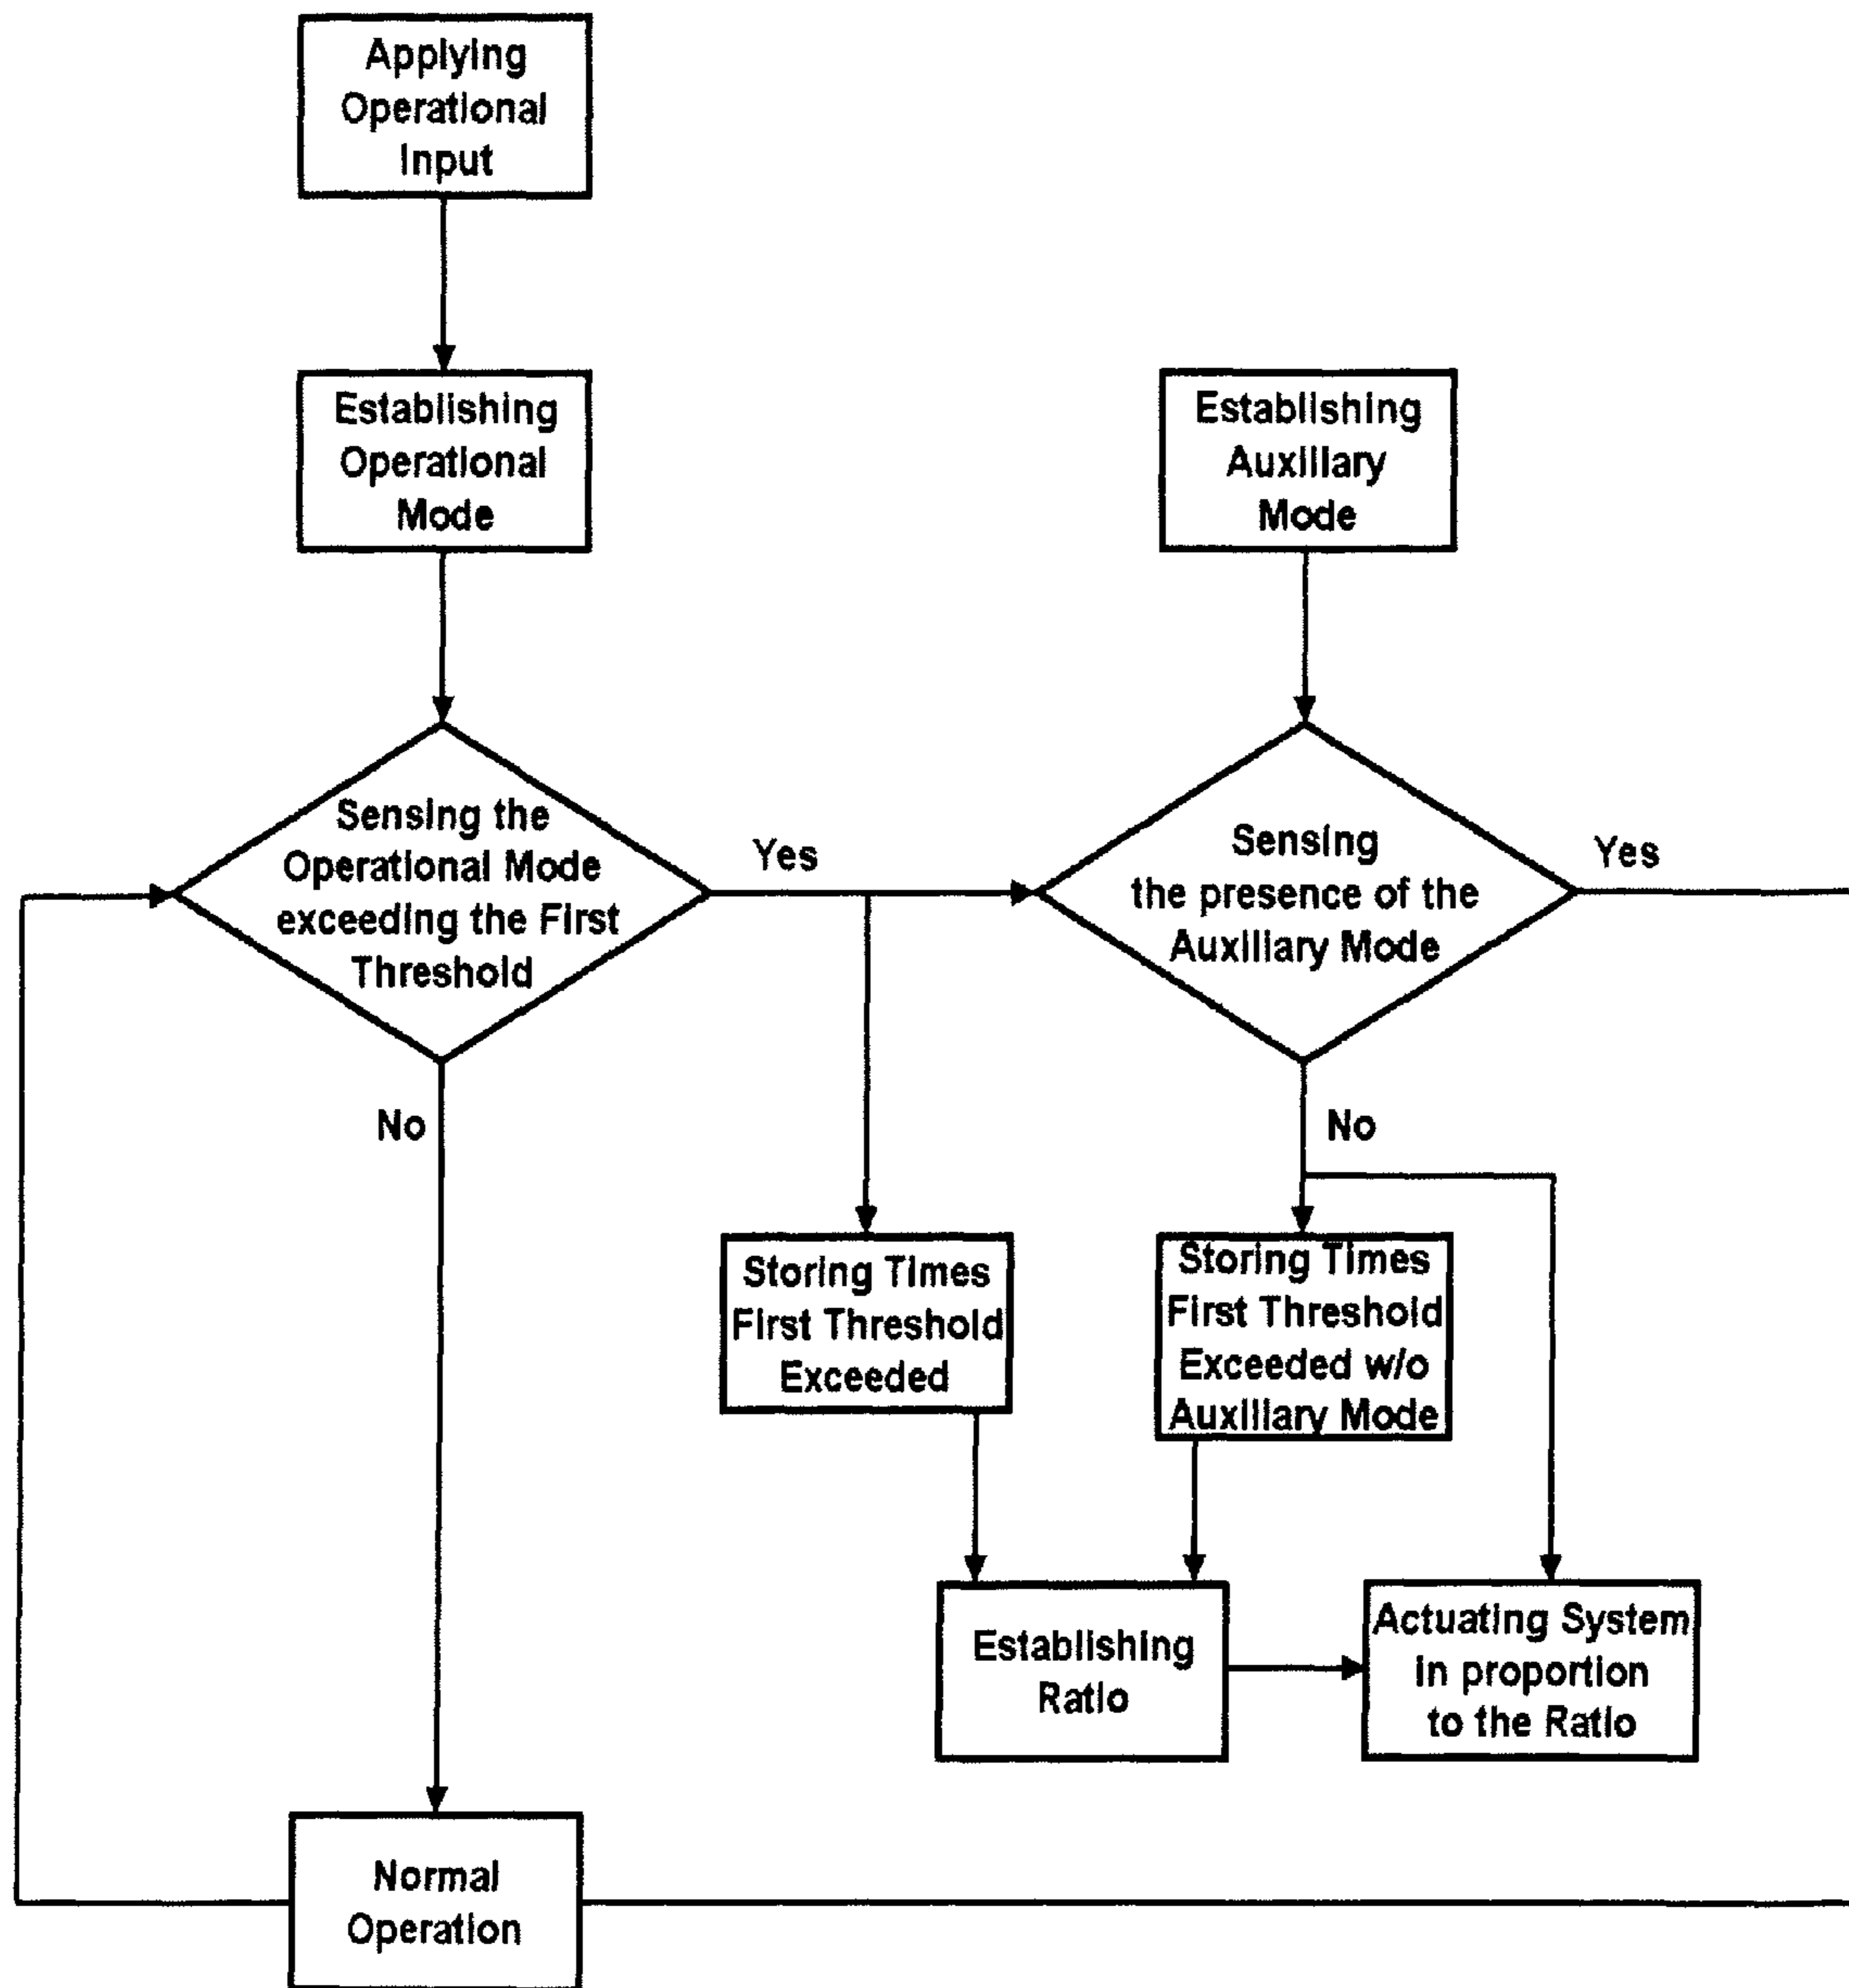 Applying
Operational
Input
Establishing
Operational
Mode
Establishing
Auxiliary
Mode
Sensing the
Operational Mode
exceeding the First
Threshold
Yes
Sensing
the presence of the
Auxiliary Mode
Yes
No
No
Storing Times
First Threshold
Exceeded
Storing Times
First Threshold
Exceeded w/o
Auxiliary Mode
Establishing
Ratio
Actuating System
in proportion
to the Ratio
Normal
Operation